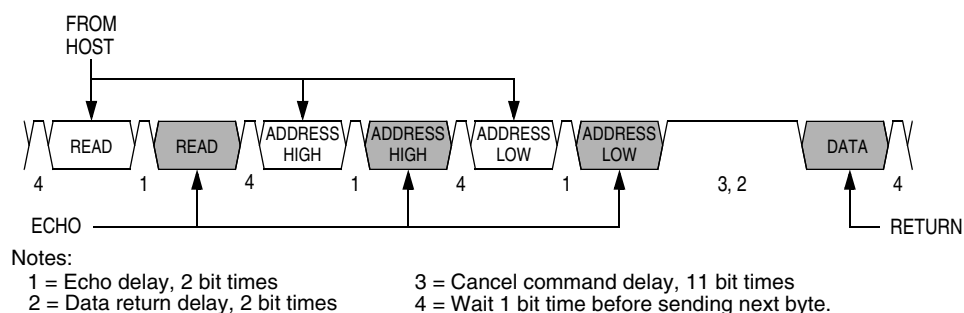 FROM
HOST
READ READ ADDRESS HIGH ADDRESS HIGH ADDRESS LOW ADDRESS LOW DATA
4 1 4 1 4 1 3, 2 4
ECHO RETURN
Notes:
1 = Echo delay, 2 bit times 3 = Cancel command delay, 11 bit times
2 = Data return delay, 2 bit times 4 = Wait 1 bit time before sending next byte.